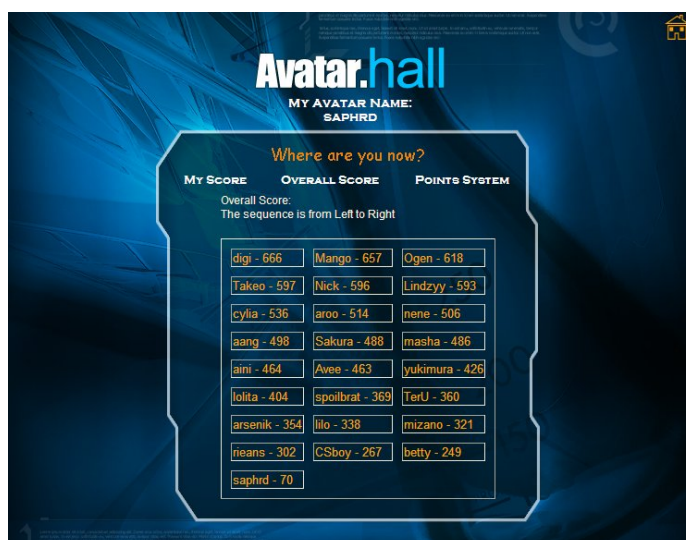 Avatar.hall
MY AVATAR NAME:
SAPHRD
Where are you now?
MY SCORE OVERALL SCORE POINTS SYSTEM
Overall Score:
The sequence is from Left to Right
digi - 666 Mango - 657 Ogen - 618
Takeo - 597 Nick - 596 Lindzyy - 593
cylia - 536 aroo - 514 nene - 506
aang - 498 Sakura - 488 masha - 486
aini - 464 Avee - 463 yukimura - 426
lolita - 404 spoilbrat - 369 TerU - 360
arsenik - 354 lilo - 338 mizano - 321
rieans - 302 CSboy - 267 betty - 249
saphrd - 70